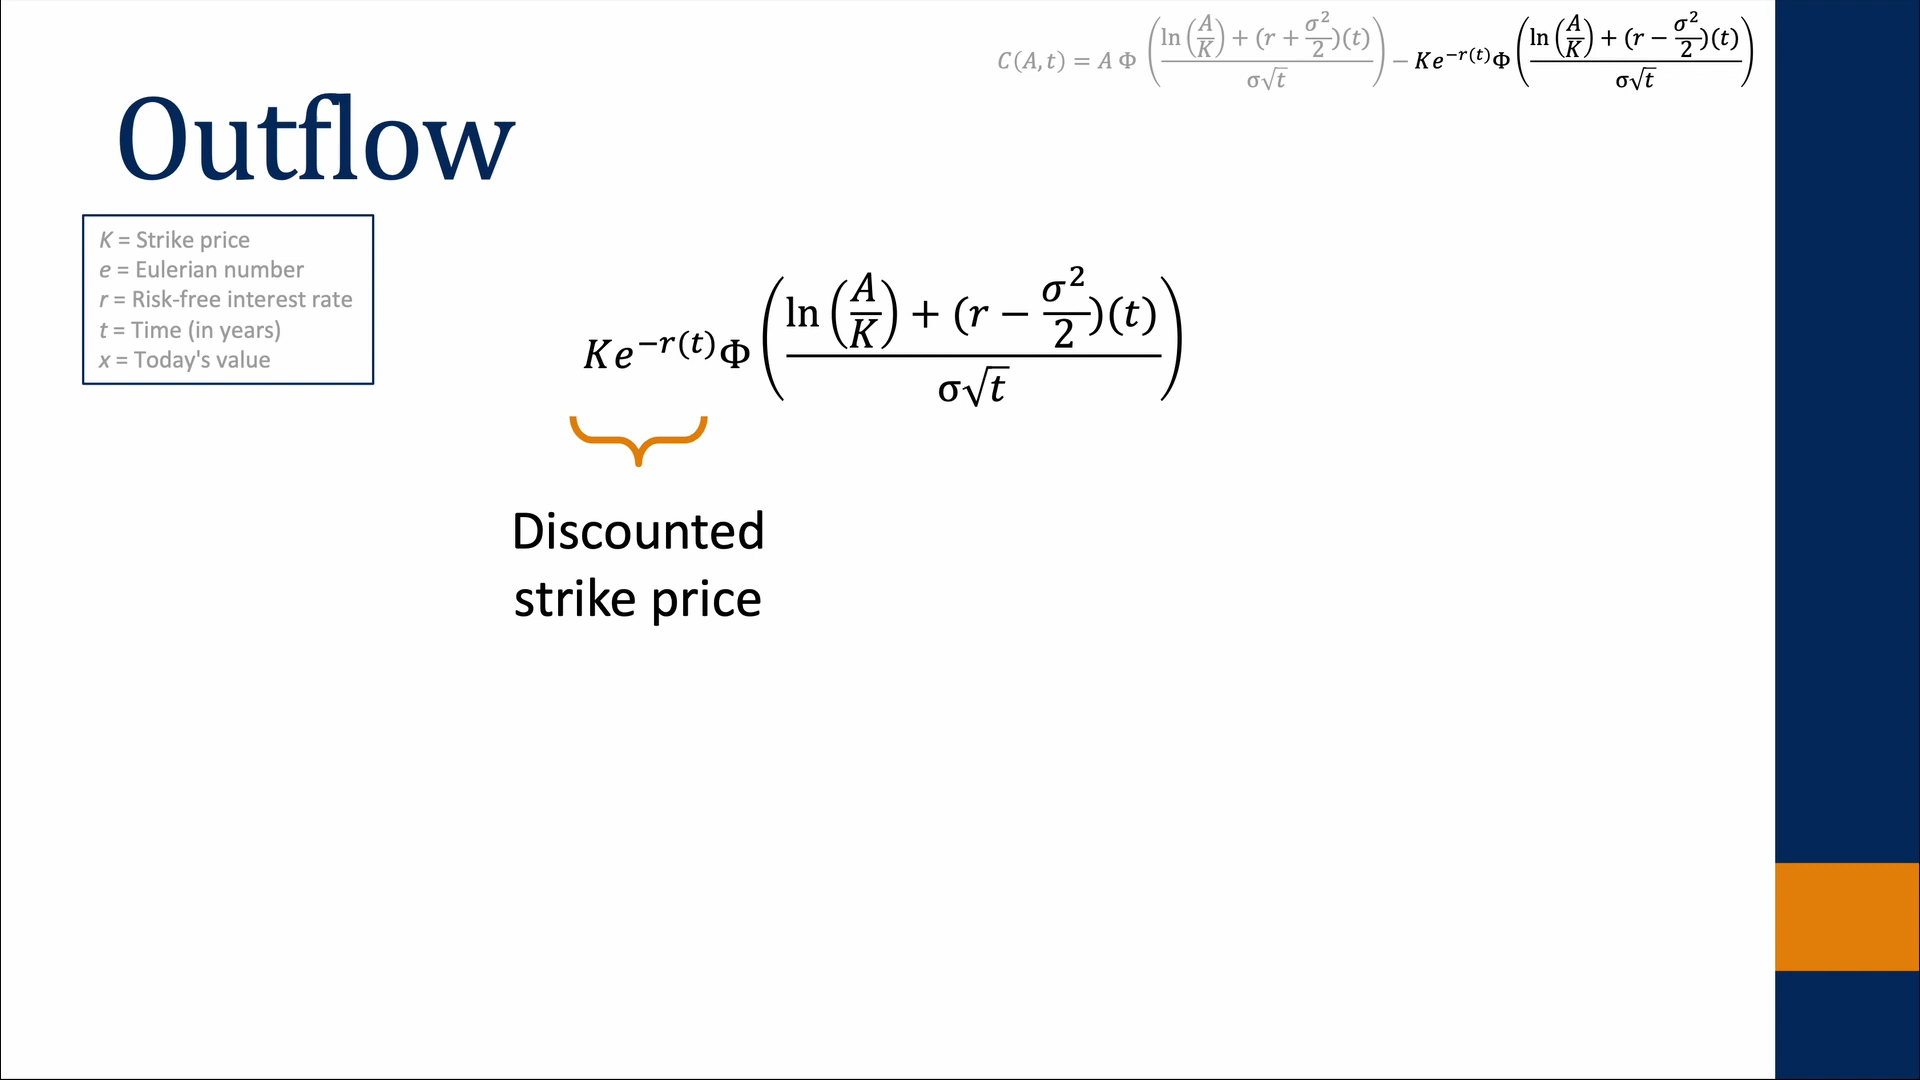 C(A,t) = A Φ (ln(A/K) + (r + σ²/2)(t) / σ√t) − Ke^−r(t)Φ(ln(A/K) + (r − σ²/2)(t) / σ√t)
Outflow
K = Strike price
e = Eulerian number
r = Risk-free interest rate
t = Time (in years)
x = Today's value
Ke^−r(t)Φ(ln(A/K) + (r − σ²/2)(t) / σ√t)
Discounted
strike price